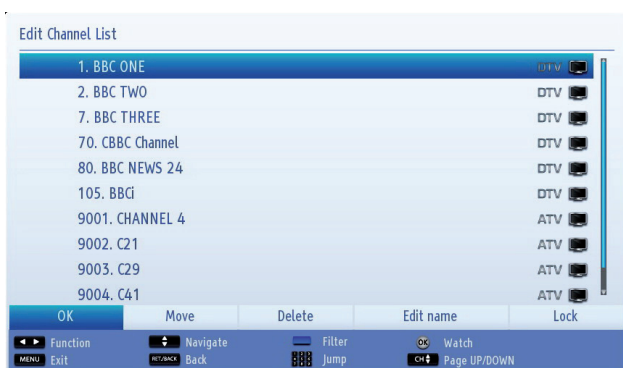 Edit Channel List
1. BBC ONE DTV
2. BBC TWO DTV
7. BBC THREE DTV
70. CBBC Channel DTV
80. BBC NEWS 24 DTV
105. BBCi DTV
9001. CHANNEL 4 ATV
9002. C21 ATV
9003. C29 ATV
9004. C41 ATV
OK Move Delete Edit name Lock
Function Navigate Filter OK Watch
MENU Exit RET/BACK Back Jump CH Page UP/DOWN